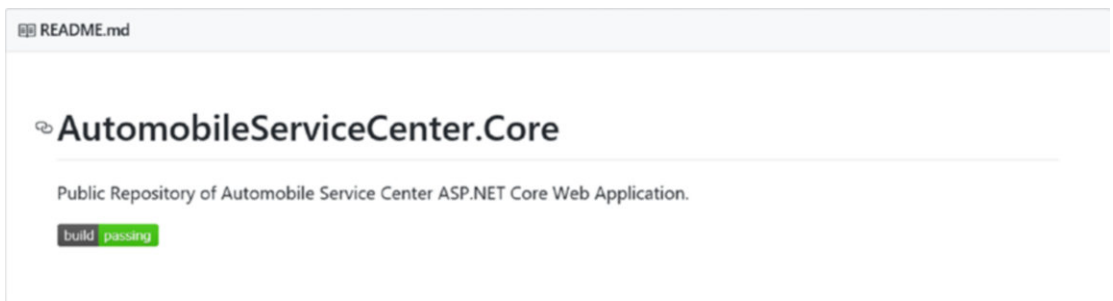 README.md
AutomobileServiceCenter.Core
Public Repository of Automobile Service Center ASP.NET Core Web Application.
build passing